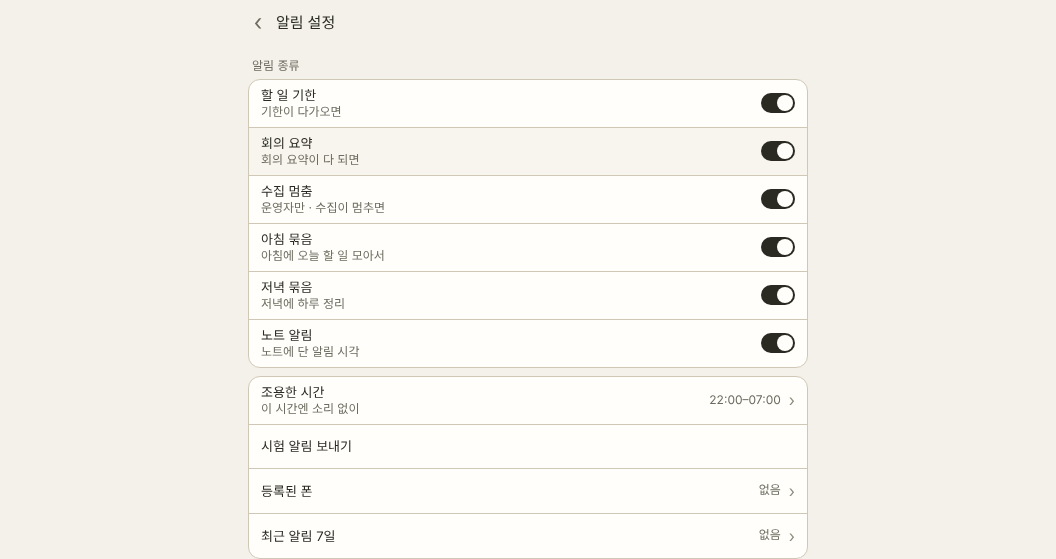 알림 설정
알림 종류
할 일 기한
기한이 다가오면
회의 요약
회의 요약이 다 되면
수집 멈춤
운영자만 · 수집이 멈추면
아침 묶음
아침에 오늘 할 일 모아서
저녁 묶음
저녁에 하루 정리
노트 알림
노트에 단 알림 시각
조용한 시간
이 시간엔 소리 없이
22:00–07:00
시험 알림 보내기
등록된 폰
없음
최근 알림 7일
없음